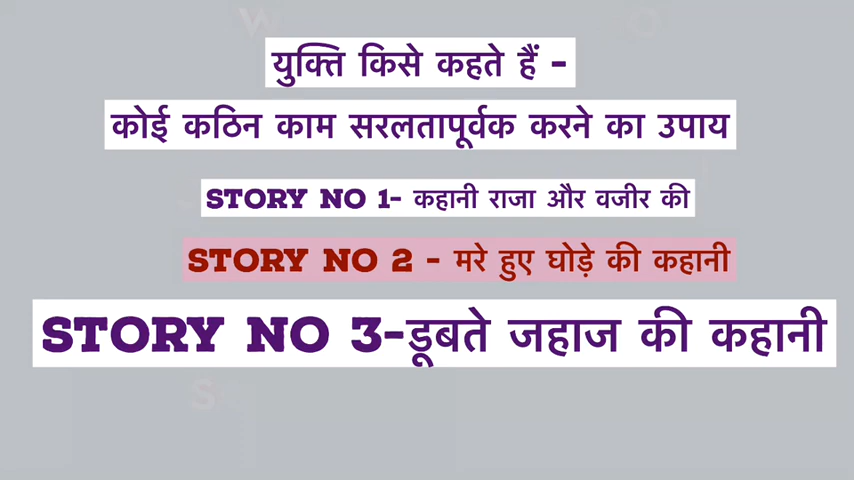 युक्ति किसे कहते हैं -
कोई कठिन काम सरलतापूर्वक करने का उपाय
STORY NO 1- कहानी राजा और वजीर की
STORY NO 2 - मरे हुए घोड़े की कहानी
STORY NO 3-डूबते जहाज की कहानी